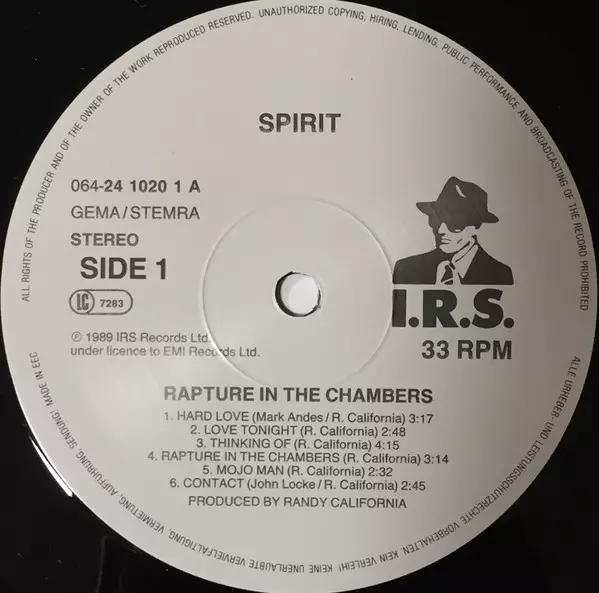 ALL RIGHTS OF THE PRODUCER AND OF THE OWNER OF THE WORK REPRODUCED RESERVED. UNAUTHORIZED COPYING, HIRING, LENDING, PUBLIC PERFORMANCE AND BROADCASTING OF THE RECORD PROHIBITED
SPIRIT
064-24 1020 1 A
GEMA/STEMRA
STEREO
SIDE 1
LC 7283
I.R.S.
33 RPM
℗ 1989 IRS Records Ltd.
under licence to EMI Records Ltd.
RAPTURE IN THE CHAMBERS
1. HARD LOVE (Mark Andes/R. California) 3:17
2. LOVE TONIGHT (R. California) 2:48
3. THINKING OF (R. California) 4:15
4. RAPTURE IN THE CHAMBERS (R. California) 3:14
5. MOJO MAN (R. California) 2:32
6. CONTACT (John Locke/R. California) 2:45
PRODUCED BY RANDY CALIFORNIA
ALLE URHEBER- UND LEISTUNGSSCHUTZRECHTE VORBEHALTEN. KEIN VERLEIH! KEINE UNERLAUBTE VERVIELFÄLTIGUNG, VERMIETUNG, AUFFÜHRUNG, SENDUNG! MADE IN EEC